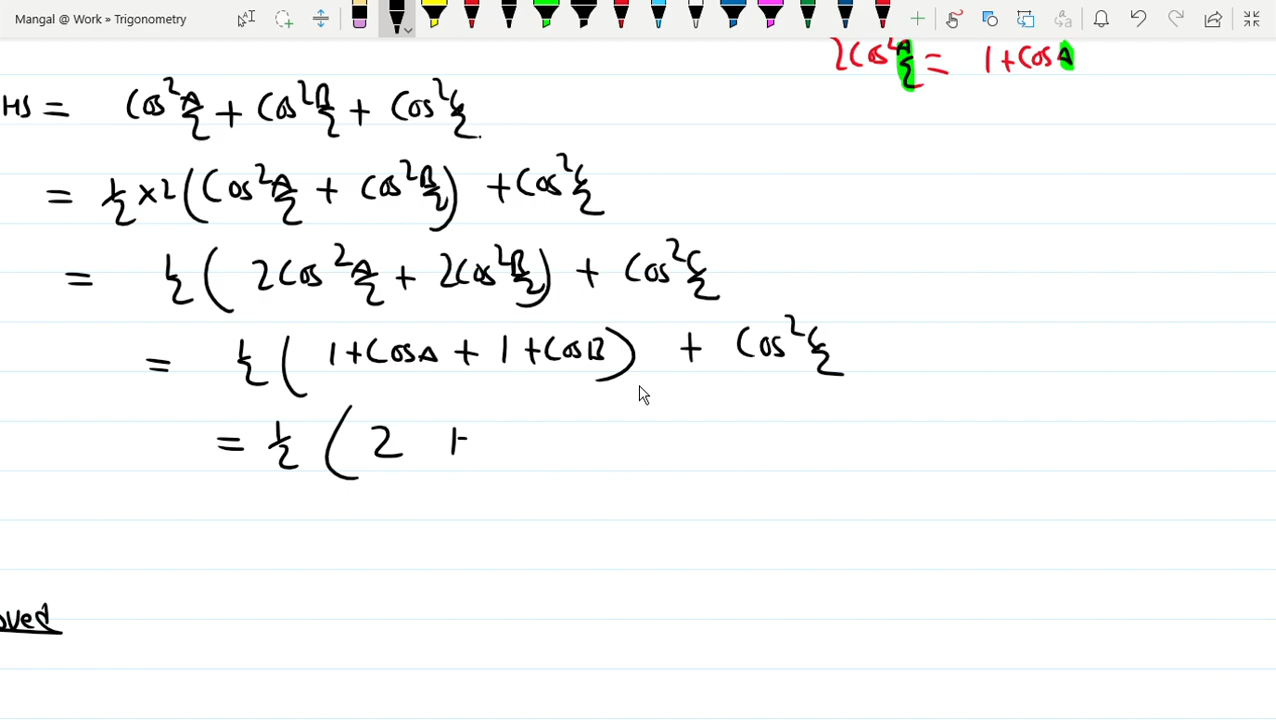 Mangal @ Work » Trigonometry
2Cos²A/2 = 1+CosA
HS = Cos²A/2 + Cos²B/2 + Cos²C/2
= 1/2 ×2(Cos²A/2 + Cos²B/2) + Cos²C/2
= 1/2 ( 2Cos²A/2 + 2Cos²B/2) + Cos²C/2
= 1/2 ( 1+CosA + 1+CosB) + Cos²C/2
= 1/2 ( 2 +
oved